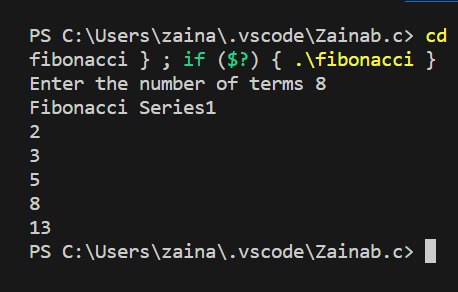 PS C:\Users\zaina\.vscode\Zainab.c> cd
fibonacci } ; if ($?) { .\fibonacci }
Enter the number of terms 8
Fibonacci Series1
2
3
5
8
13
PS C:\Users\zaina\.vscode\Zainab.c>